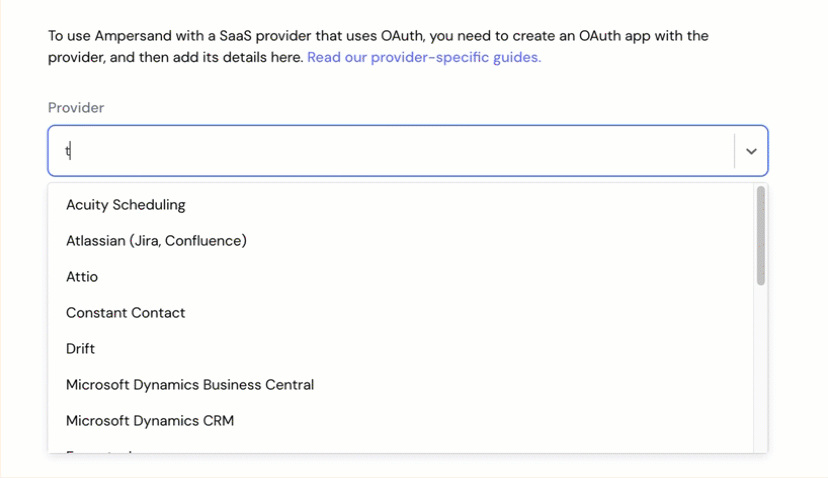 To use Ampersand with a SaaS provider that uses OAuth, you need to create an OAuth app with the
provider, and then add its details here. Read our provider-specific guides.
Provider
t
Acuity Scheduling
Atlassian (Jira, Confluence)
Attio
Constant Contact
Drift
Microsoft Dynamics Business Central
Microsoft Dynamics CRM